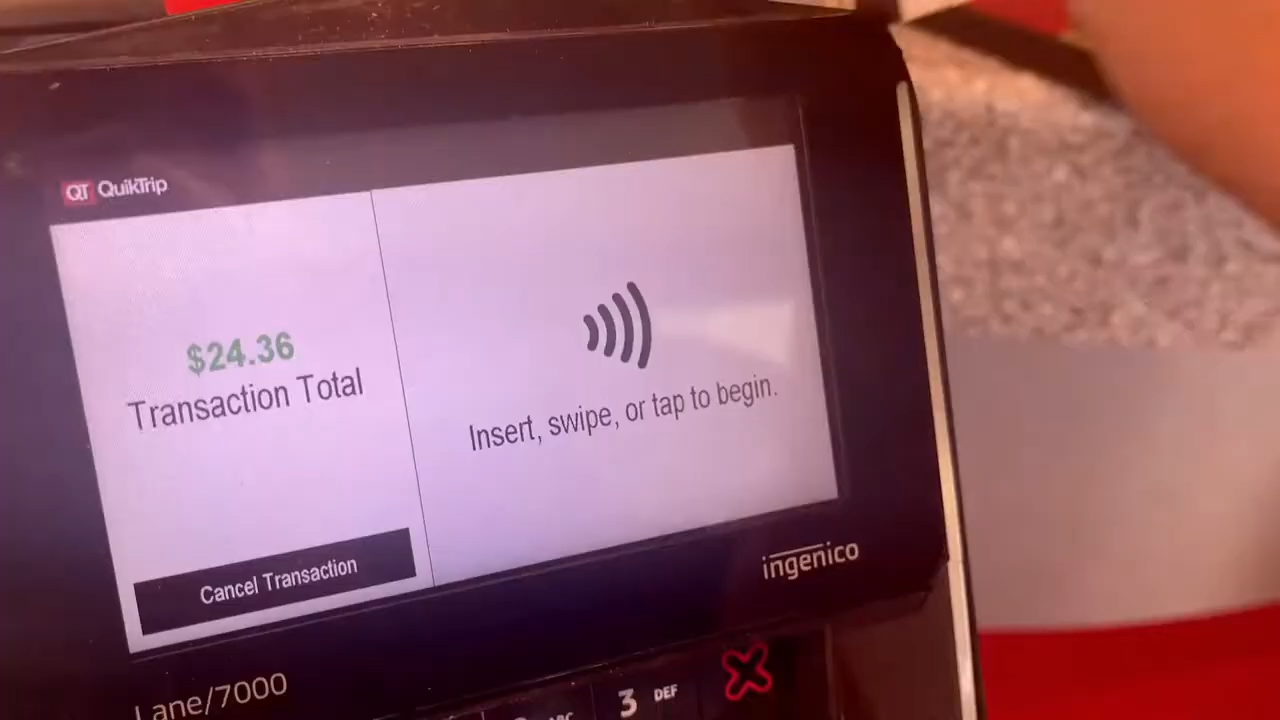 QT QuikTrip
$24.36
Transaction Total
Insert, swipe, or tap to begin.
Cancel Transaction
ingenico
Lane/7000
3 DEF